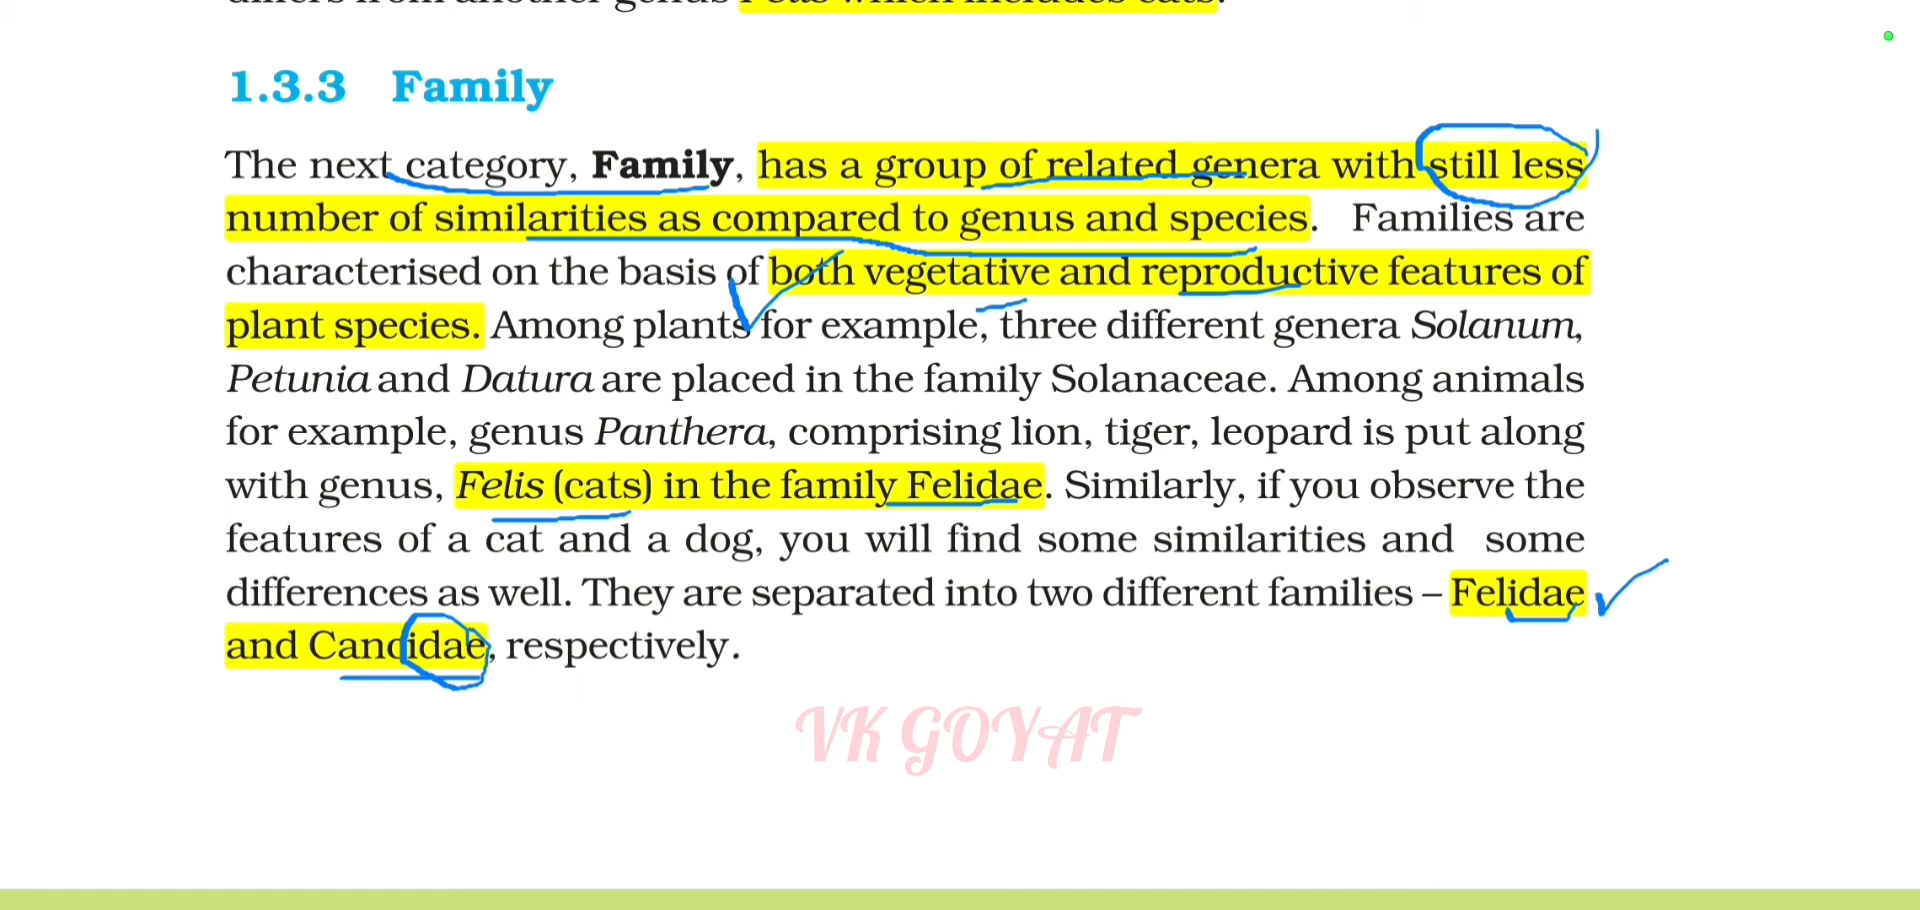 1.3.3 Family
The next category, Family, has a group of related genera with still less
number of similarities as compared to genus and species. Families are
characterised on the basis of both vegetative and reproductive features of
plant species. Among plants for example, three different genera Solanum,
Petunia and Datura are placed in the family Solanaceae. Among animals
for example, genus Panthera, comprising lion, tiger, leopard is put along
with genus, Felis (cats) in the family Felidae. Similarly, if you observe the
features of a cat and a dog, you will find some similarities and some
differences as well. They are separated into two different families – Felidae
and Candidae, respectively.
VK GOYAT